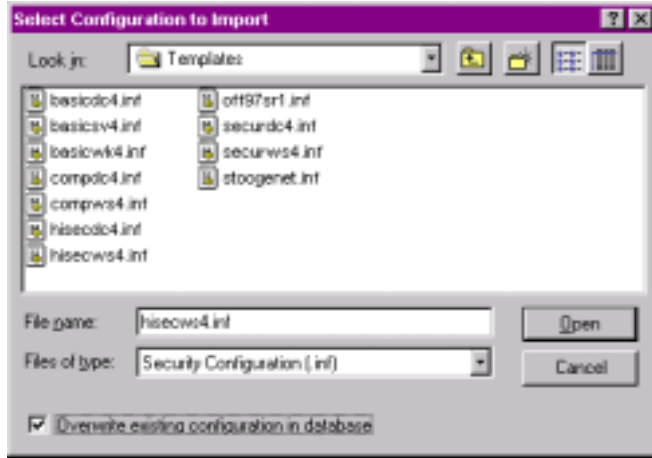 Select Configuration to Import
Look in:
Templates
basicdc4.inf
basicsv4.inf
basicwk4.inf
compdc4.inf
compws4.inf
hisecdc4.inf
hisecws4.inf
off97sr1.inf
securdc4.inf
securws4.inf
stoogenet.inf
File name:
hisecws4.inf
Open
Files of type:
Security Configuration (.inf)
Cancel
Overwrite existing configuration in database